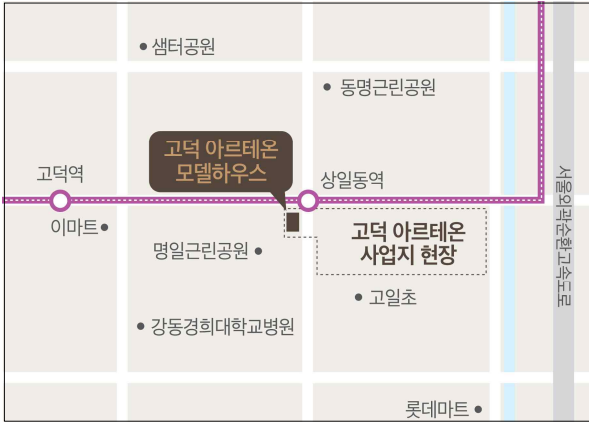 샘터공원
동명근린공원
고덕 아르테온
모델하우스
고덕역
상일동역
이마트
명일근린공원
고덕 아르테온
사업지 현장
서울외곽순환고속도로
고일초
강동경희대학교병원
롯데마트